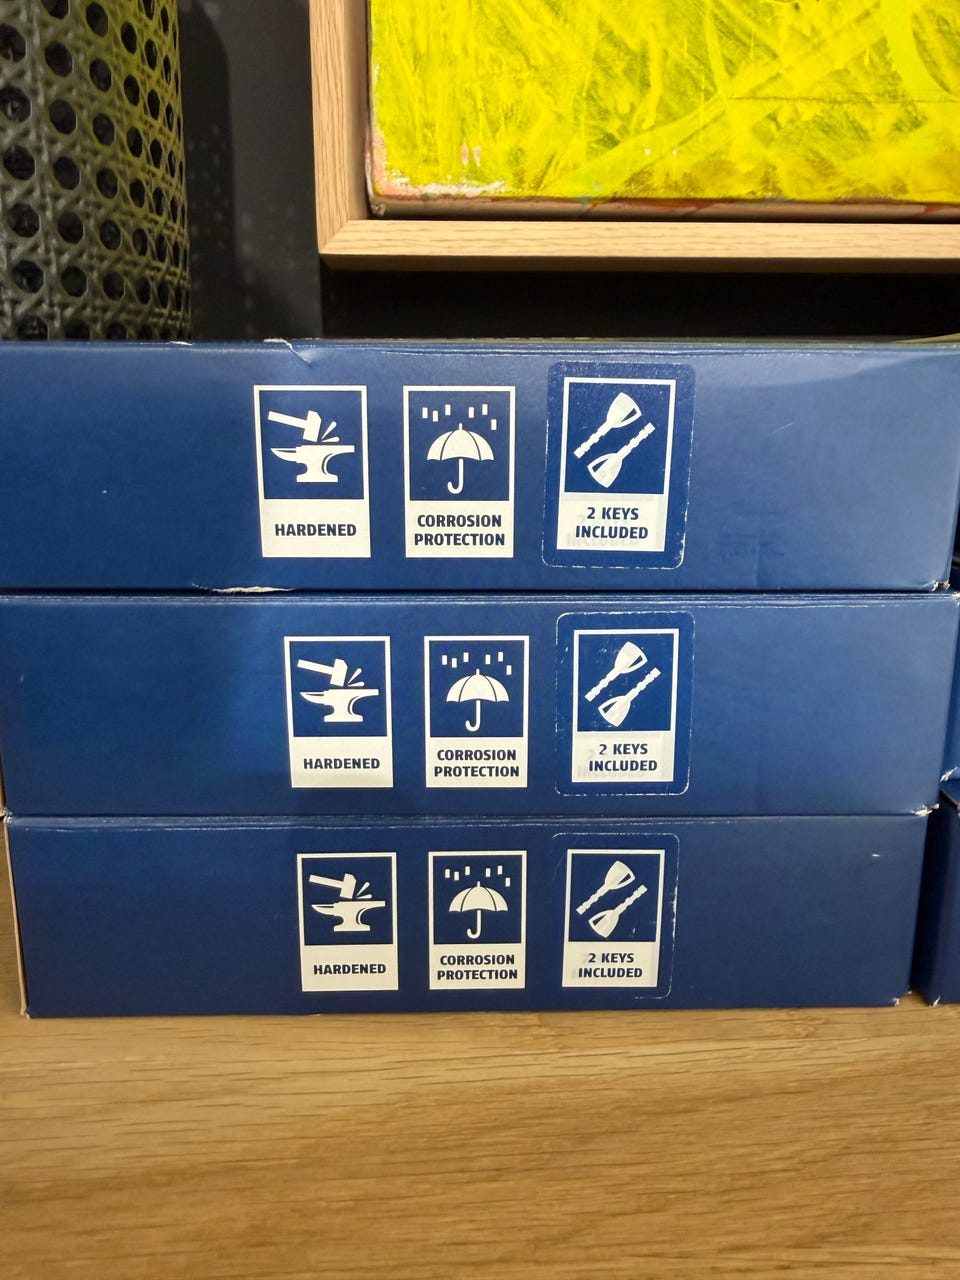 HARDENED
CORROSION
PROTECTION
2 KEYS
INCLUDED
HARDENED
CORROSION
PROTECTION
2 KEYS
INCLUDED
HARDENED
CORROSION
PROTECTION
2 KEYS
INCLUDED